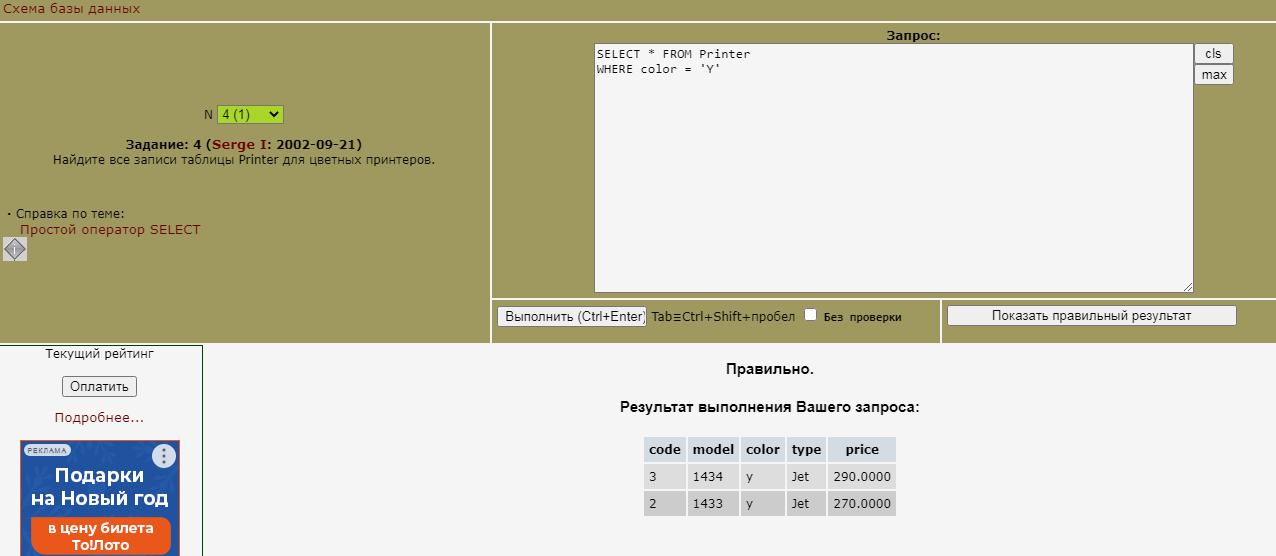 Схема базы данных
N 4 (1)
Задание: 4 (Serge I: 2002-09-21)
Найдите все записи таблицы Printer для цветных принтеров.
· Справка по теме:
Простой оператор SELECT
Запрос:
SELECT * FROM Printer
WHERE color = 'Y'
cls
max
Выполнить (Ctrl+Enter) Tab≡Ctrl+Shift+пробел Без проверки
Показать правильный результат
Текущий рейтинг
Оплатить
Подробнее...
РЕКЛАМА
Подарки
на Новый год
в цену билета
То!Лото
Правильно.
Результат выполнения Вашего запроса:
code model color type price
3 1434 y Jet 290.0000
2 1433 y Jet 270.0000